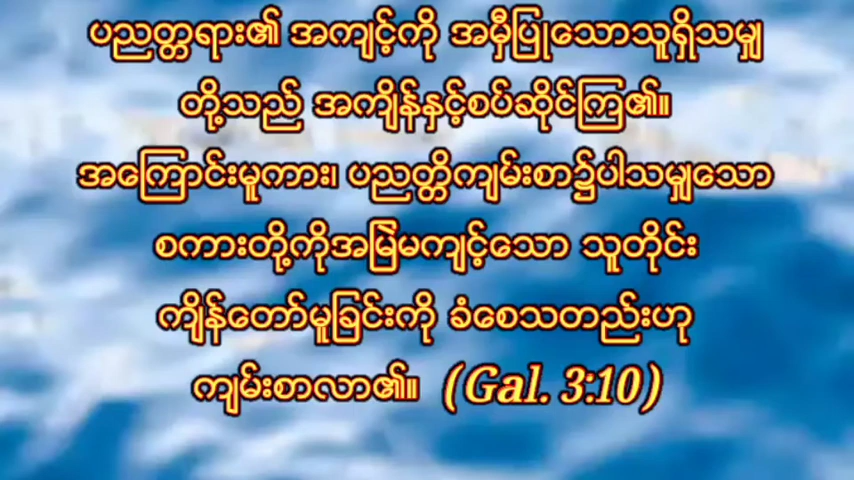 ပညတ္တရား၏ အကျင့်ကို အမှီပြုသောသူရှိသမျှ
တို့သည် အကျိန်နှင့်စပ်ဆိုင်ကြ၏။
အကြောင်းမူကား၊ ပညတ္တိကျမ်းစာ၌ပါသမျှသော
စကားတို့ကိုအမြဲမကျင့်သော သူတိုင်း
ကျိန်တော်မူခြင်းကို ခံစေသတည်းဟု
ကျမ်းစာလာ၏။ (Gal. 3:10)